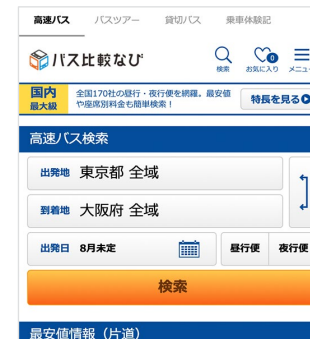 高速バス バスツアー 貸切バス 乗車体験記
バス比較なび
検索 お気に入り 0 メニュー
国内最大級
全国170社の昼行・夜行便を網羅。最安値
や座席別料金も簡単検索！
特長を見る
高速バス検索
出発地 東京都 全域
到着地 大阪府 全域
出発日 8月未定 昼行便 夜行便
検索
最安値情報（片道）